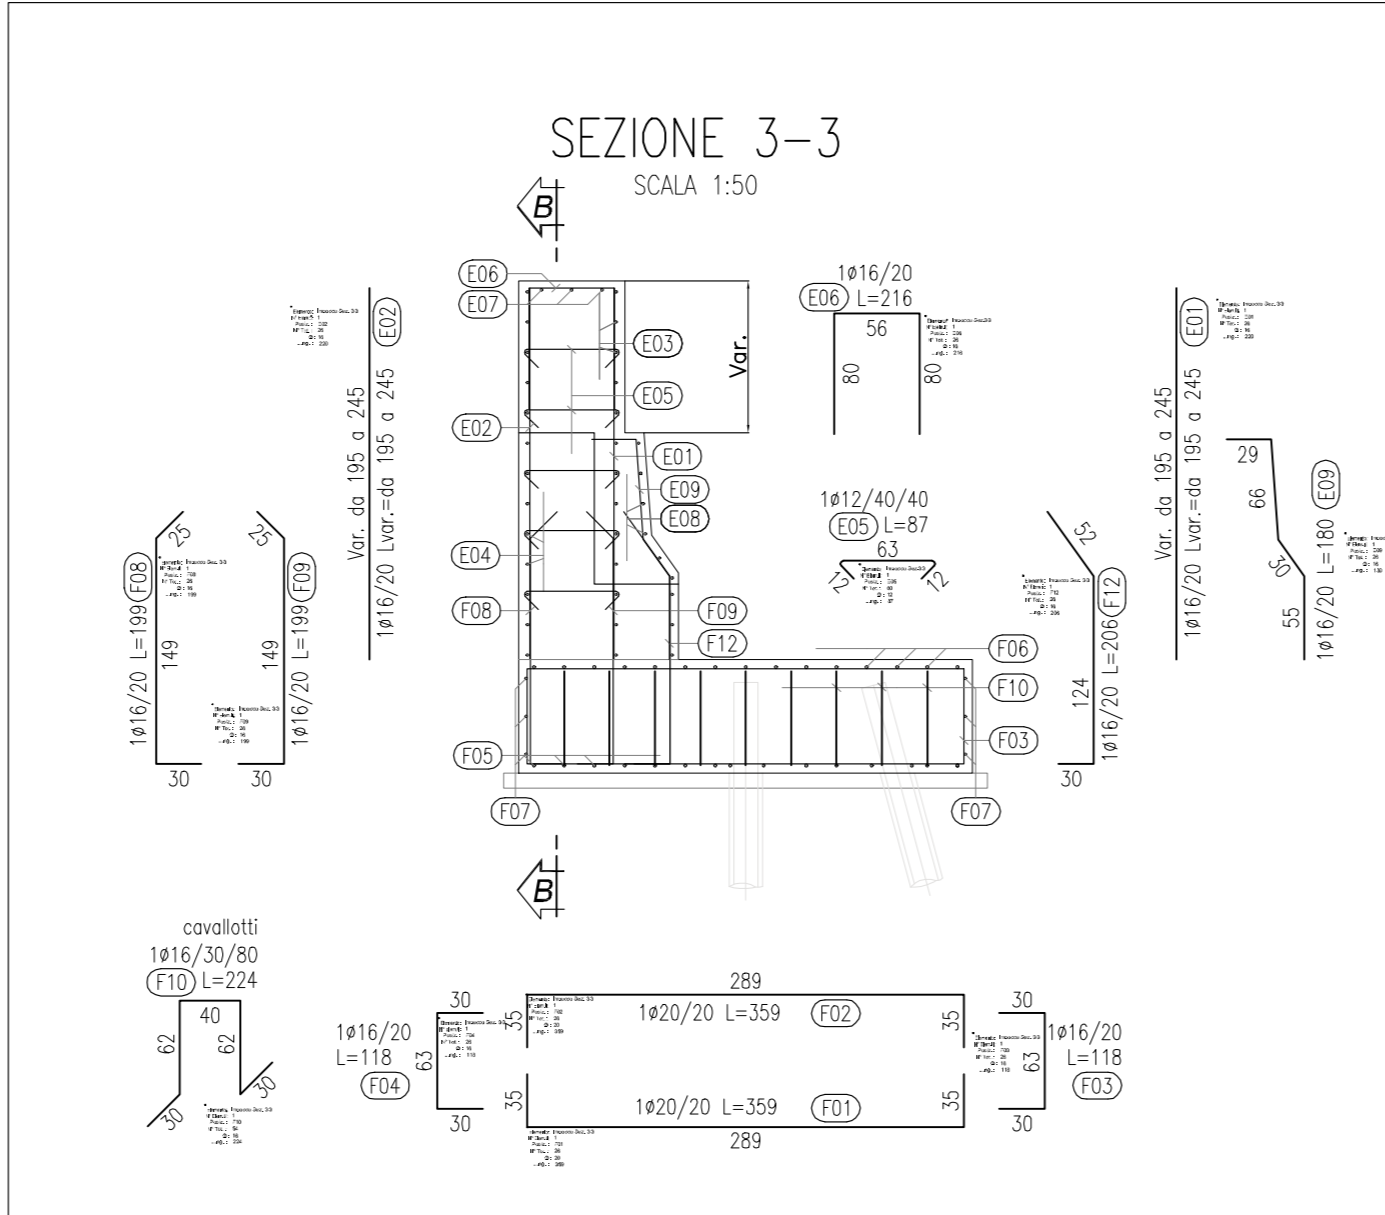 SEZIONE 3-3
SCALA 1:50
B
E06
E07
E03
E05
E02
E01
E09
E08
E04
F08
F09
F12
F06
F10
F03
F05
F07
F07
Var.
B
E02
Var. da 195 a 245
1ø16/20 Lvar.=da 195 a 245
1ø16/20
E06 L=216
56
80
80
E01
Var. da 195 a 245
1ø16/20 Lvar.=da 195 a 245
29
66
30
55
1ø16/20 L=180 E09
1ø12/40/40
E05 L=87
63
12
12
52
124
30
1ø16/20 L=206 F12
25
149
30
1ø16/20 L=199 F08
25
149
30
1ø16/20 L=199 F09
cavallotti
1ø16/30/80
F10 L=224
40
62
62
30
30
30
1ø16/20
L=118
63
F04
30
289
35
1ø20/20 L=359 F02
35
35
1ø20/20 L=359 F01
35
289
30
1ø16/20
L=118
63
F03
30